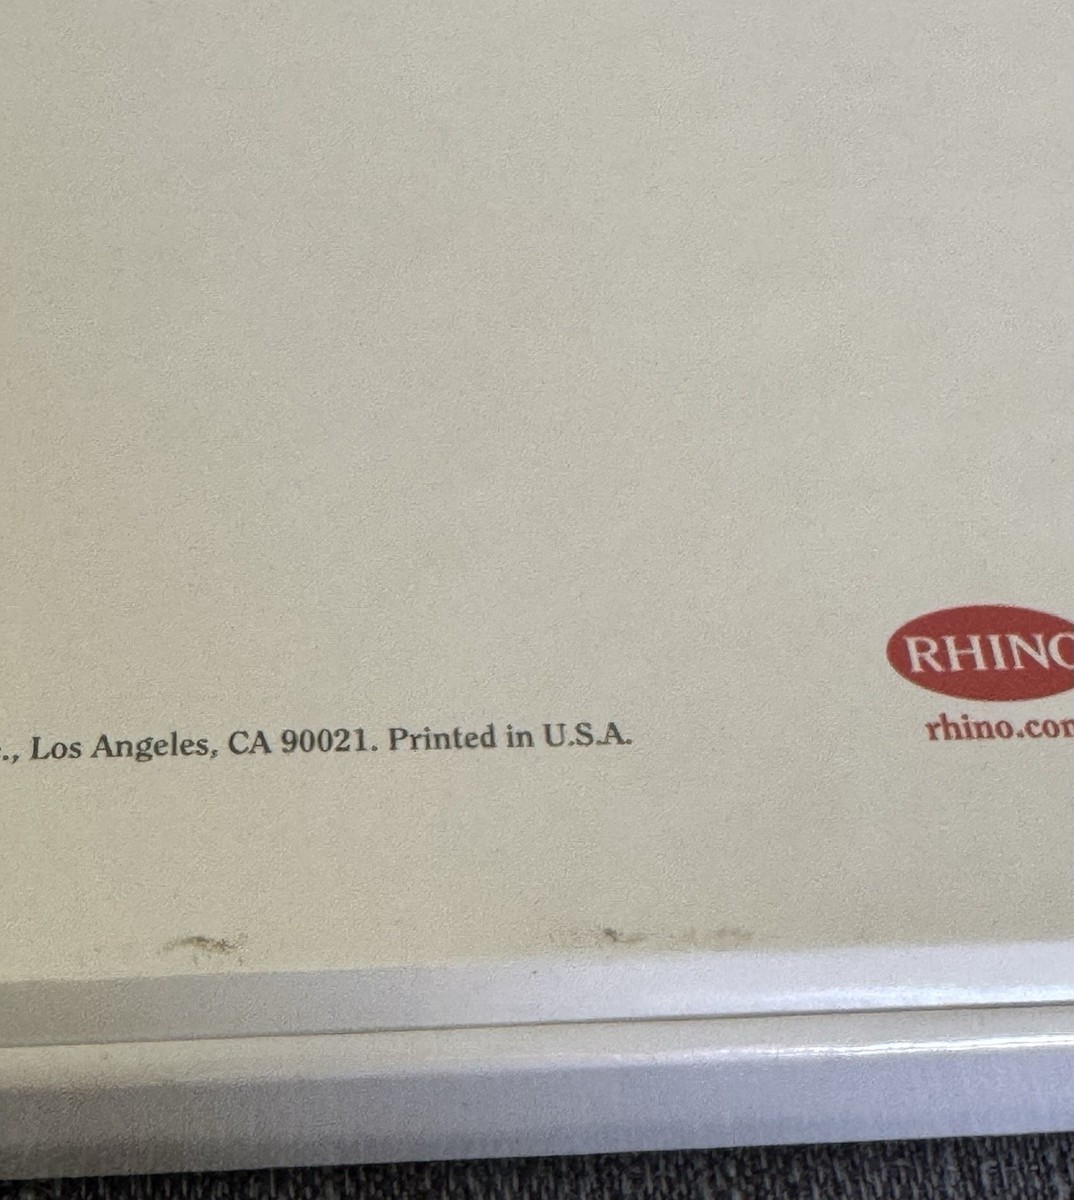 RHINO
., Los Angeles, CA 90021. Printed in U.S.A.
rhino.com